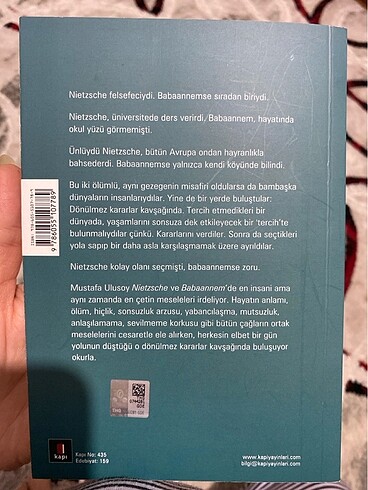 Nietzsche felsefeciydi. Babaannemse sıradan biriydi.
Nietzsche, üniversitede ders verirdi. Babaannem, hayatında
okul yüzü görmemişti.
Ünlüydü Nietzsche, bütün Avrupa ondan hayranlıkla
bahsederdi. Babaannemse yalnızca kendi köyünde bilindi.
Bu iki ölümlü, aynı gezegenin misafiri oldularsa da bambaşka
dünyaların insanlarıydılar. Yine de bir yerde buluştular:
Dönülmez kararlar kavşağında. Tercih etmedikleri bir
dünyada, yaşamlarını sonsuza dek etkileyecek bir 'tercih'te
bulunmalıydılar çünkü. Kararlarını verdiler. Sonra da seçtikleri
yola sapıp bir daha asla karşılaşmamak üzere ayrıldılar.
Nietzsche kolay olanı seçmişti, babaannemse zoru.
Mustafa Ulusoy Nietzsche ve Babaannem'de en insani ama
aynı zamanda en çetin meseleleri irdeliyor. Hayatın anlamı,
ölüm, hiçlik, sonsuzluk arzusu, yabancılaşma, mutsuzluk,
anlaşılamama, sevilmeme korkusu gibi bütün çağların ortak
meselesini cesaretle ele alırken, herkesin elbet bir gün
yolunun düştüğü o dönülmez kararlar kavşağında buluşuyor
okurla.
9 786055 107789
kapı
Kapı No: 435
Edebiyat: 159
www.kapiyayinlari.com
bilgi@kapiyayinlari.com